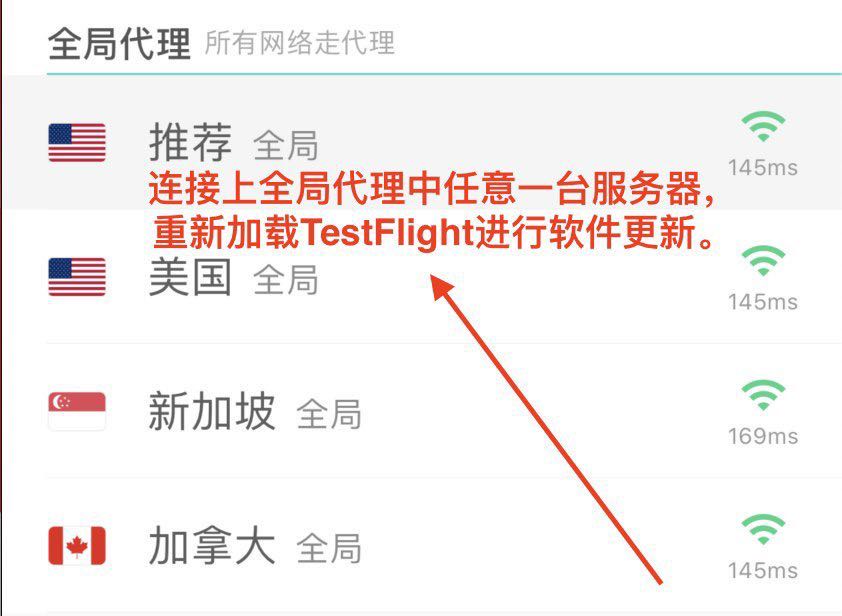 全局代理 所有网络走代理
推荐 全局
145ms
连接上全局代理中任意一台服务器，
重新加载TestFlight进行软件更新。
美国 全局
145ms
新加坡 全局
169ms
加拿大 全局
145ms